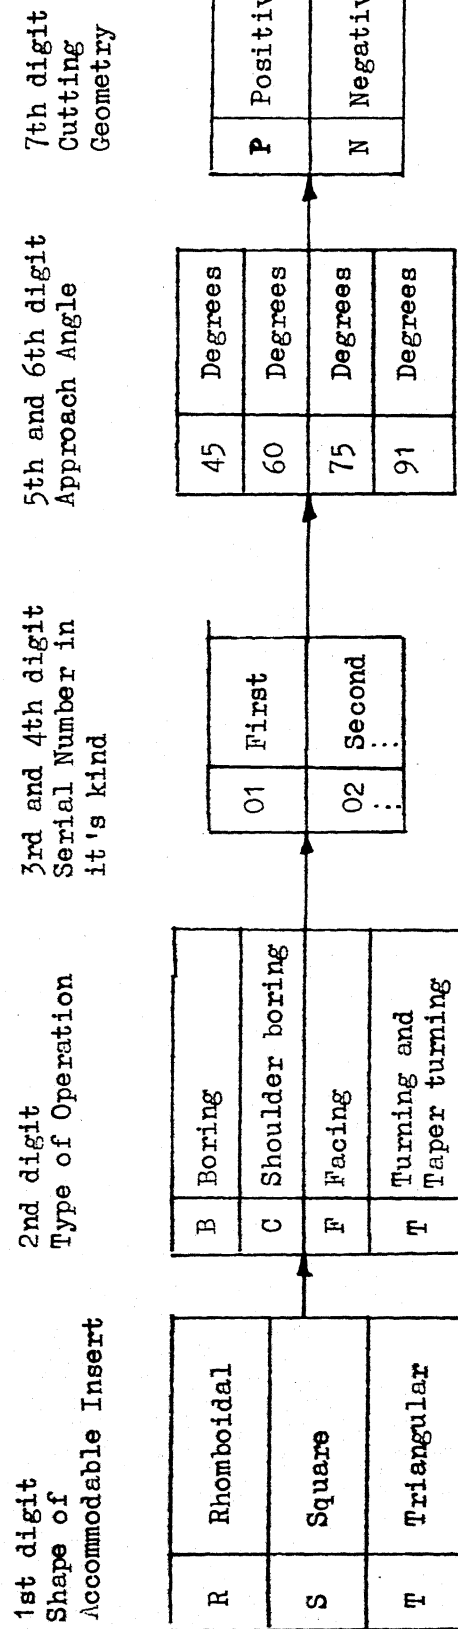 1st digit
Shape of
Accommodable Insert
R Rhomboidal
S Square
T Triangular
2nd digit
Type of Operation
B Boring
C Shoulder boring
F Facing
T Turning and
Taper turning
3rd and 4th digit
Serial Number in
it's kind
01 First
02 Second
: :
5th and 6th digit
Approach Angle
45 Degrees
60 Degrees
75 Degrees
91 Degrees
7th digit
Cutting
Geometry
P Positiv
N Negativ